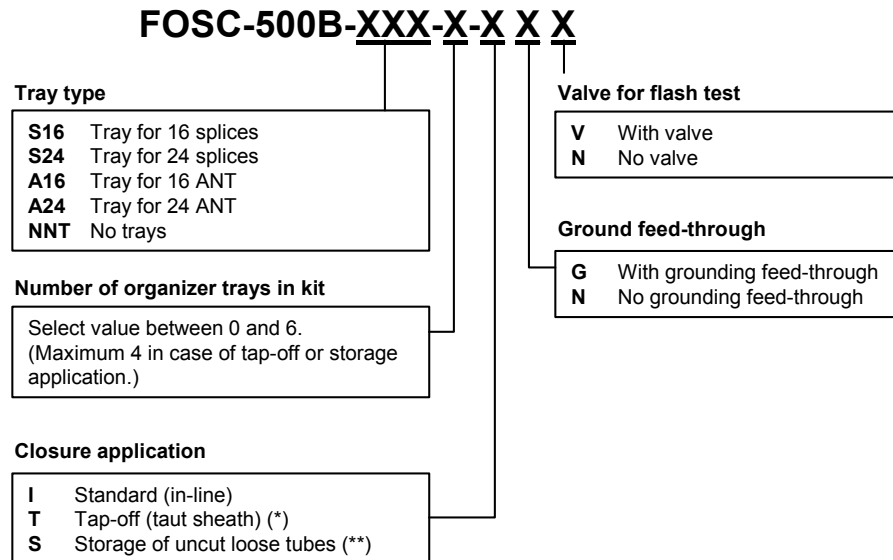 FOSC-500B-XXX-X-X X X
Tray type
S16 Tray for 16 splices
S24 Tray for 24 splices
A16 Tray for 16 ANT
A24 Tray for 24 ANT
NNT No trays
Number of organizer trays in kit
Select value between 0 and 6.
(Maximum 4 in case of tap-off or storage
application.)
Closure application
I Standard (in-line)
T Tap-off (taut sheath) (*)
S Storage of uncut loose tubes (**)
Valve for flash test
V With valve
N No valve
Ground feed-through
G With grounding feed-through
N No grounding feed-through